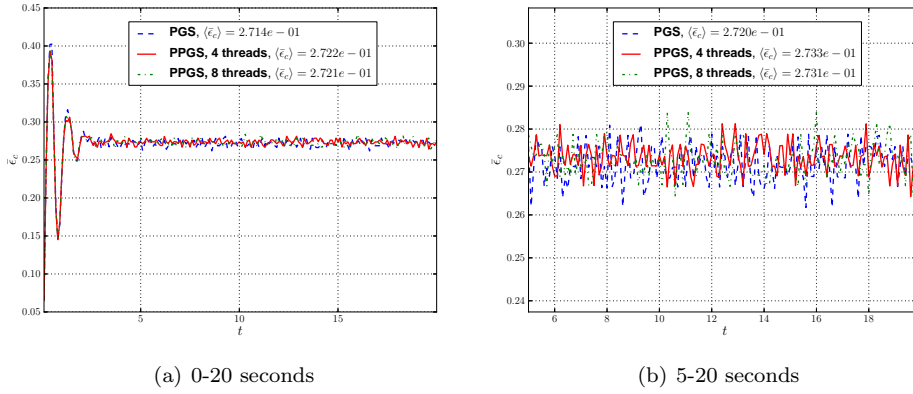 PGS, ⟨ε̄c⟩ = 2.714e − 01
PPGS, 4 threads, ⟨ε̄c⟩ = 2.722e − 01
PPGS, 8 threads, ⟨ε̄c⟩ = 2.721e − 01
0.45
0.40
0.35
0.30
0.25
0.20
0.15
0.10
0.05
ε̄c
5
10
15
t
(a) 0-20 seconds
PGS, ⟨ε̄c⟩ = 2.720e − 01
PPGS, 4 threads, ⟨ε̄c⟩ = 2.733e − 01
PPGS, 8 threads, ⟨ε̄c⟩ = 2.731e − 01
0.30
0.29
0.28
0.27
0.26
0.25
0.24
ε̄c
6
8
10
12
14
16
18
t
(b) 5-20 seconds